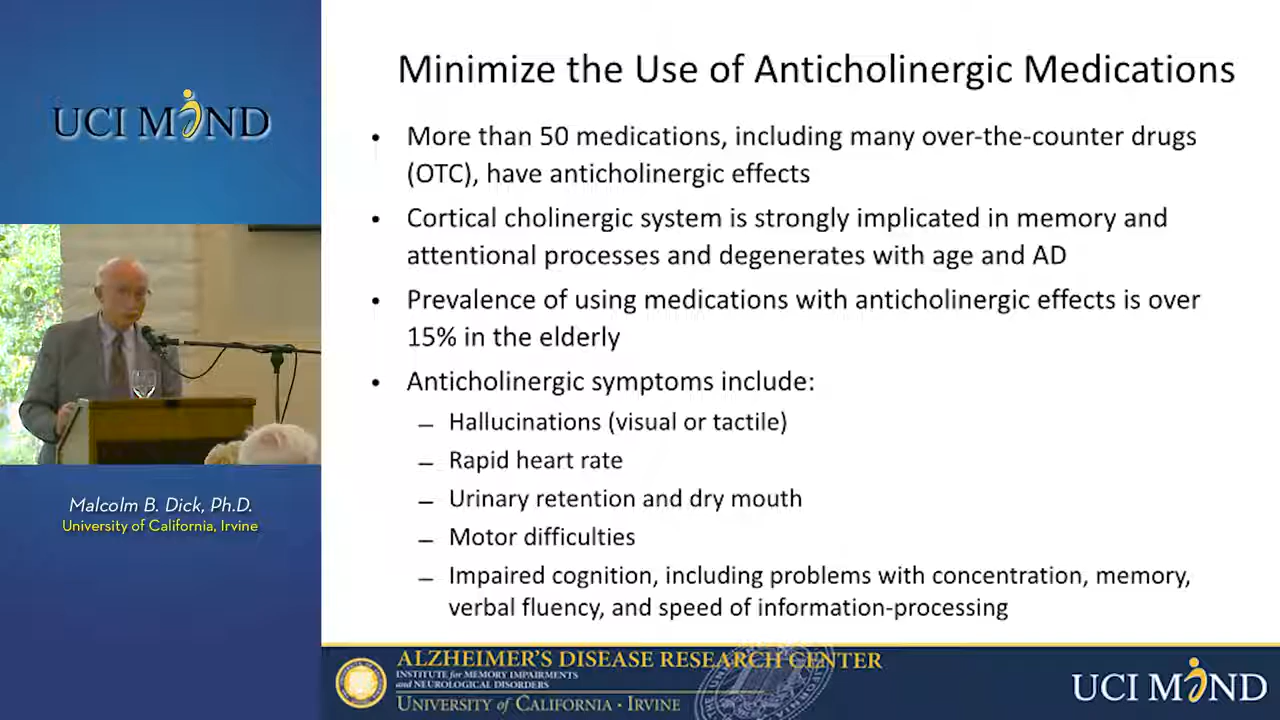 UCI MIND
Malcolm B. Dick, Ph.D.
University of California, Irvine
Minimize the Use of Anticholinergic Medications
• More than 50 medications, including many over-the-counter drugs
(OTC), have anticholinergic effects
• Cortical cholinergic system is strongly implicated in memory and
attentional processes and degenerates with age and AD
• Prevalence of using medications with anticholinergic effects is over
15% in the elderly
• Anticholinergic symptoms include:
– Hallucinations (visual or tactile)
– Rapid heart rate
– Urinary retention and dry mouth
– Motor difficulties
– Impaired cognition, including problems with concentration, memory,
verbal fluency, and speed of information-processing
ALZHEIMER'S DISEASE RESEARCH CENTER
INSTITUTE for MEMORY IMPAIRMENTS
and NEUROLOGICAL DISORDERS
UNIVERSITY of CALIFORNIA · IRVINE
UCI MIND